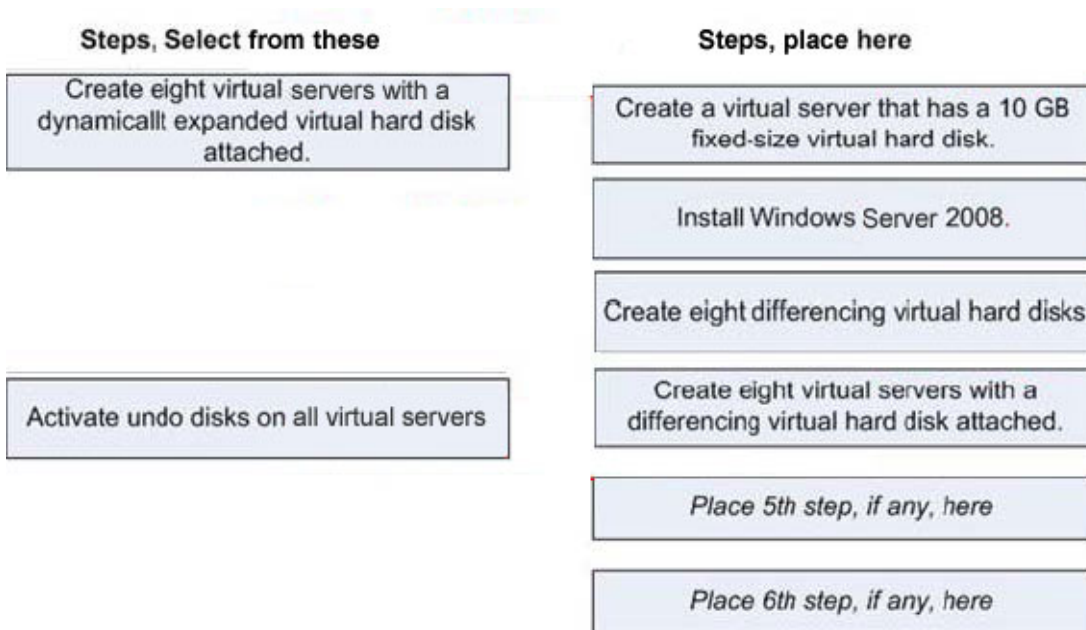 Steps, Select from these
Create eight virtual servers with a
dynamicallt expanded virtual hard disk
attached.
Activate undo disks on all virtual servers
Steps, place here
Create a virtual server that has a 10 GB
fixed-size virtual hard disk.
Install Windows Server 2008.
Create eight differencing virtual hard disks
Create eight virtual servers with a
differencing virtual hard disk attached.
Place 5th step, if any, here
Place 6th step, if any, here